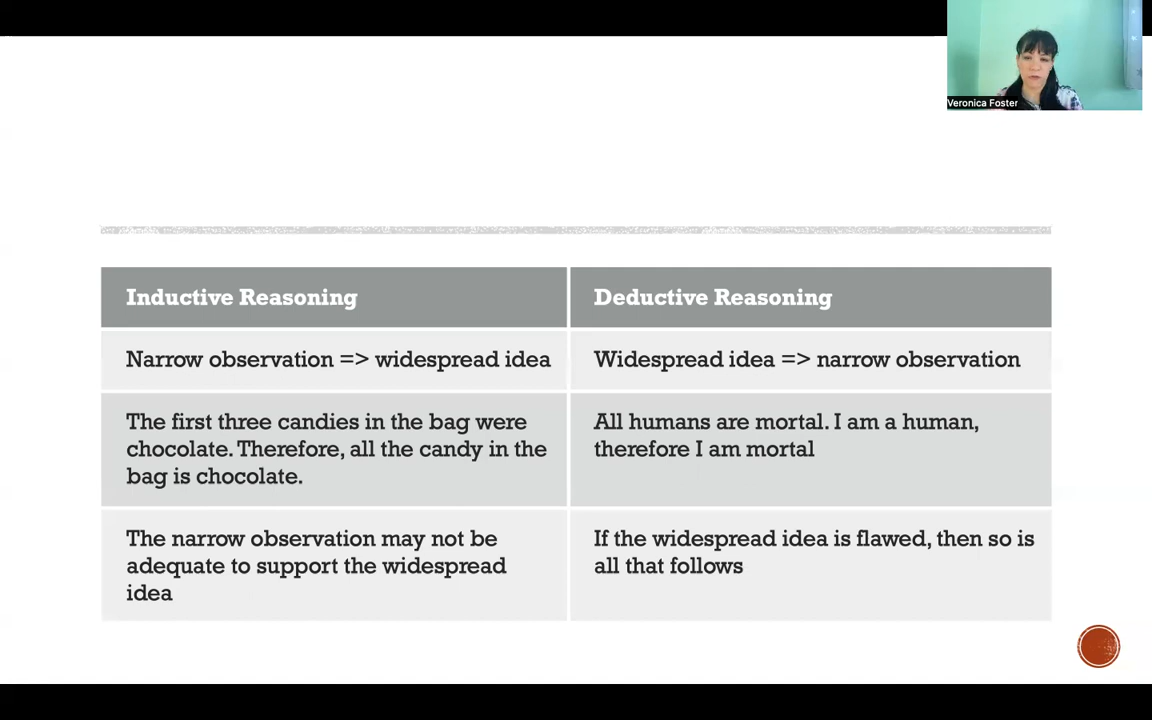 Veronica Foster
Inductive Reasoning
Deductive Reasoning
Narrow observation => widespread idea
Widespread idea => narrow observation
The first three candies in the bag were
chocolate. Therefore, all the candy in the
bag is chocolate.
All humans are mortal. I am a human,
therefore I am mortal
The narrow observation may not be
adequate to support the widespread
idea
If the widespread idea is flawed, then so is
all that follows